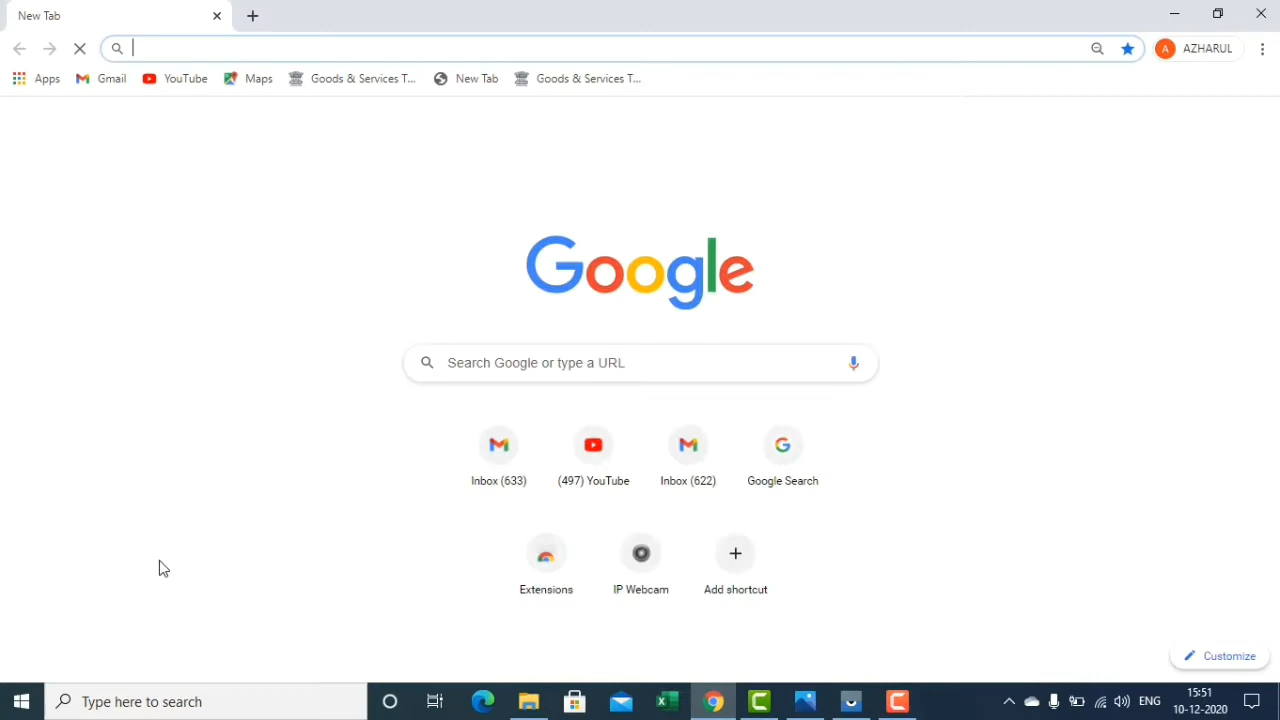 New Tab
A AZHARUL
Apps Gmail YouTube Maps Goods & Services T... New Tab Goods & Services T...
Google
Search Google or type a URL
Inbox (633) (497) YouTube Inbox (622) Google Search
Extensions IP Webcam Add shortcut
Customize
Type here to search
ENG
15:51
10-12-2020